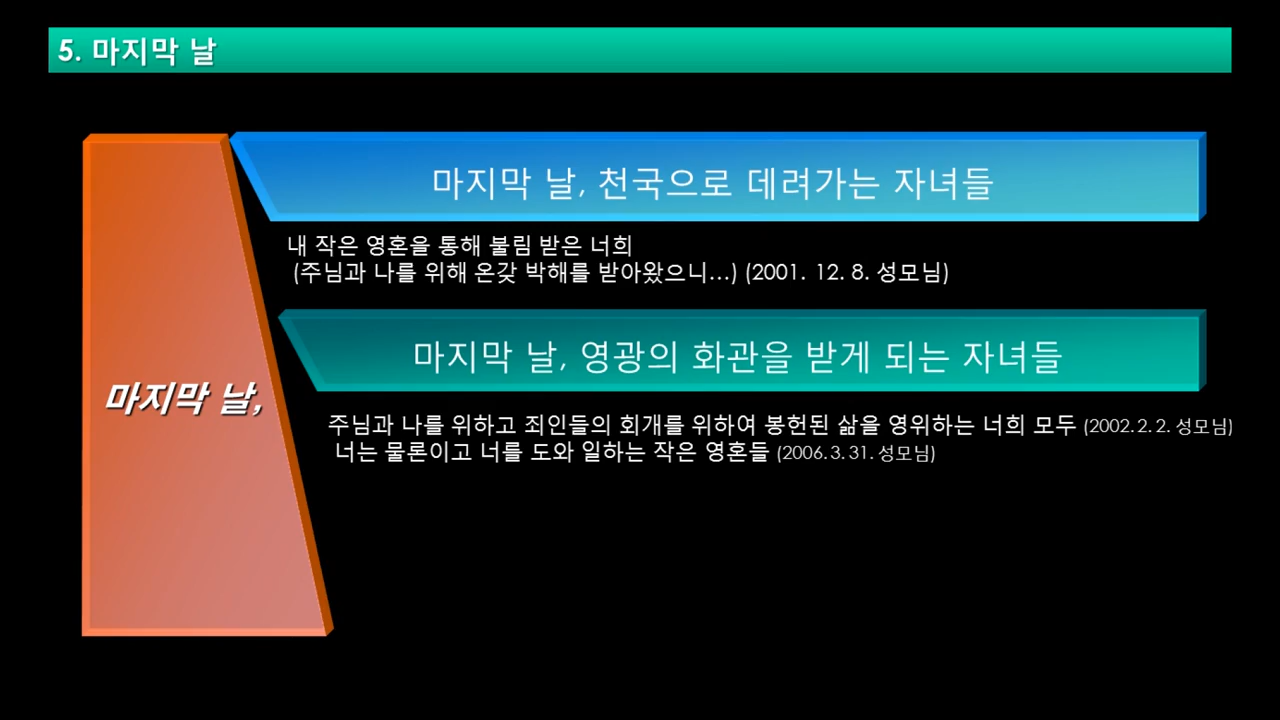 5. 마지막 날
마지막 날, 천국으로 데려가는 자녀들
내 작은 영혼을 통해 불림 받은 너희
(주님과 나를 위해 온갖 박해를 받아왔으니…) (2001. 12. 8. 성모님)
마지막 날, 영광의 화관을 받게 되는 자녀들
마지막 날,
주님과 나를 위하고 죄인들의 회개를 위하여 봉헌된 삶을 영위하는 너희 모두 (2002.2.2. 성모님)
너는 물론이고 너를 도와 일하는 작은 영혼들 (2006.3.31. 성모님)